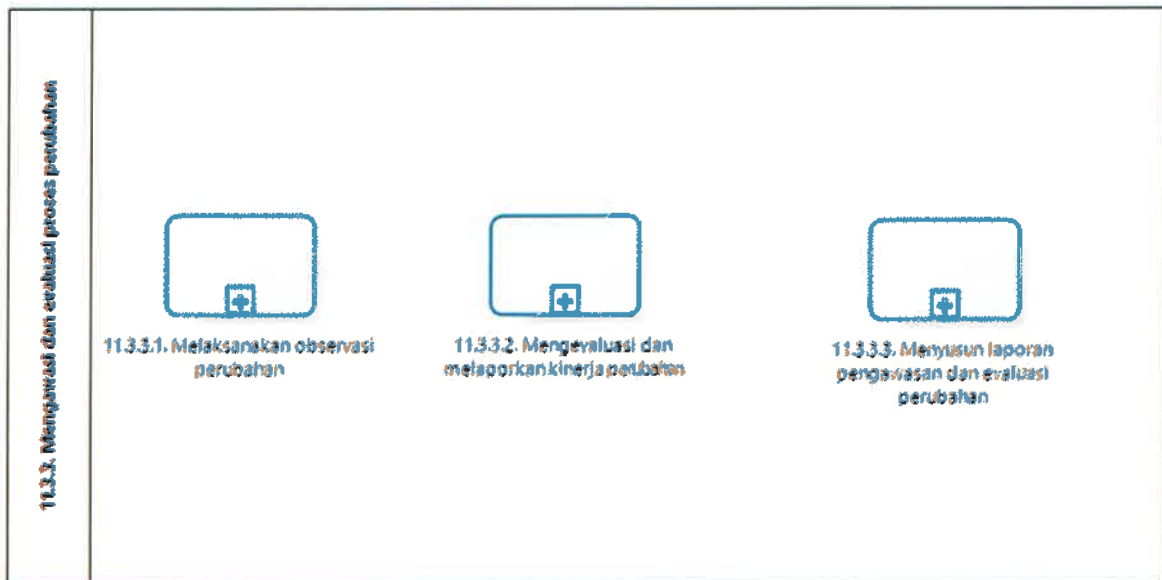 11.3.3. Mengawasi dan evaluasi proses perubahan
11.3.3.1. Melaksanakan observasi
perubahan
11.3.3.2. Mengevaluasi dan
melaporkan kinerja perubahan
11.3.3.3. Menyusun laporan
pengawasan dan evaluasi
perubahan